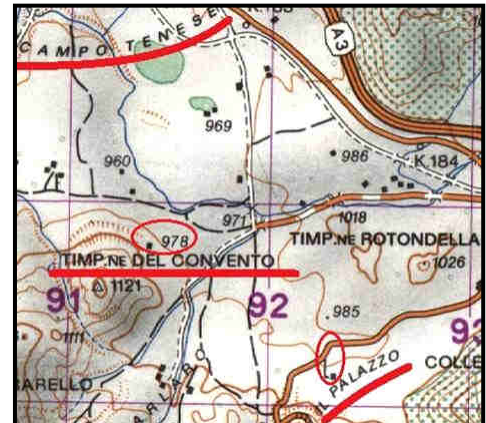 CAMPO TENESE
A3
969
986
960
K.184
971
1018
978
TIMP.NE ROTONDELLA
TIMP.NE DEL CONVENTO
1026
1121
91
92
985
1111
IL PALAZZO
COLLE